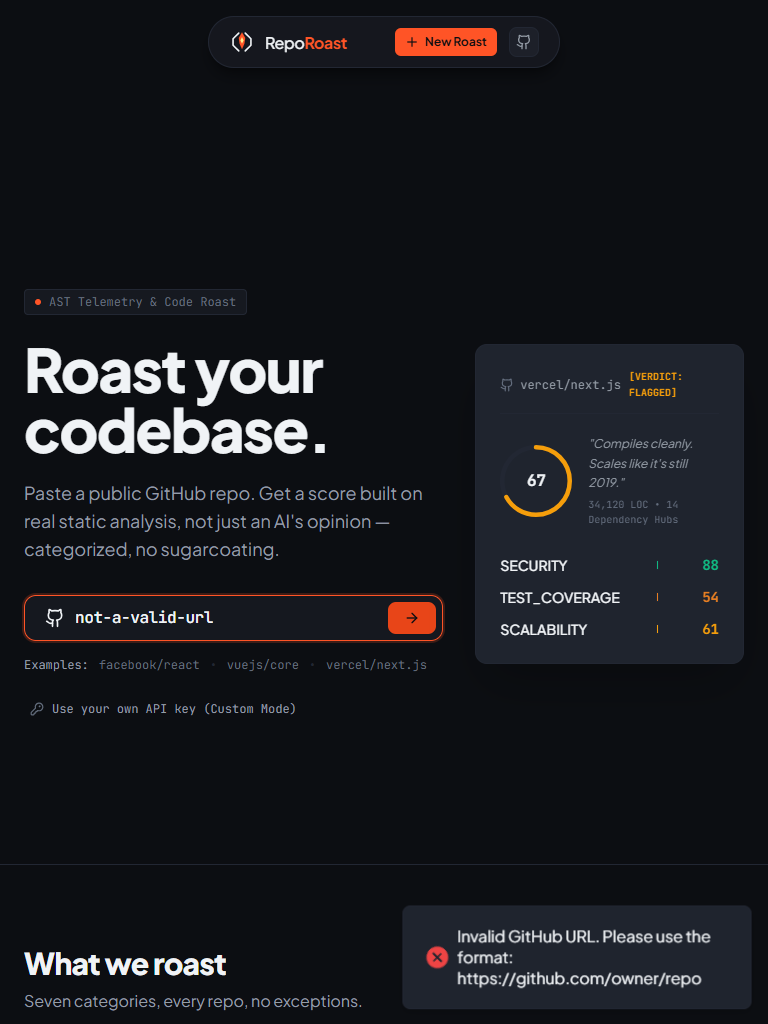 RepoRoast
New Roast
AST Telemetry & Code Roast
Roast your
codebase.
Paste a public GitHub repo. Get a score built on
real static analysis, not just an AI's opinion —
categorized, no sugarcoating.
not-a-valid-url
Examples: facebook/react · vuejs/core · vercel/next.js
Use your own API key (Custom Mode)
vercel/next.js
[VERDICT:
FLAGGED]
67
"Compiles cleanly.
Scales like it's still
2019."
34,120 LOC • 14
Dependency Hubs
SECURITY 88
TEST_COVERAGE 54
SCALABILITY 61
What we roast
Seven categories, every repo, no exceptions.
Invalid GitHub URL. Please use the
format:
https://github.com/owner/repo